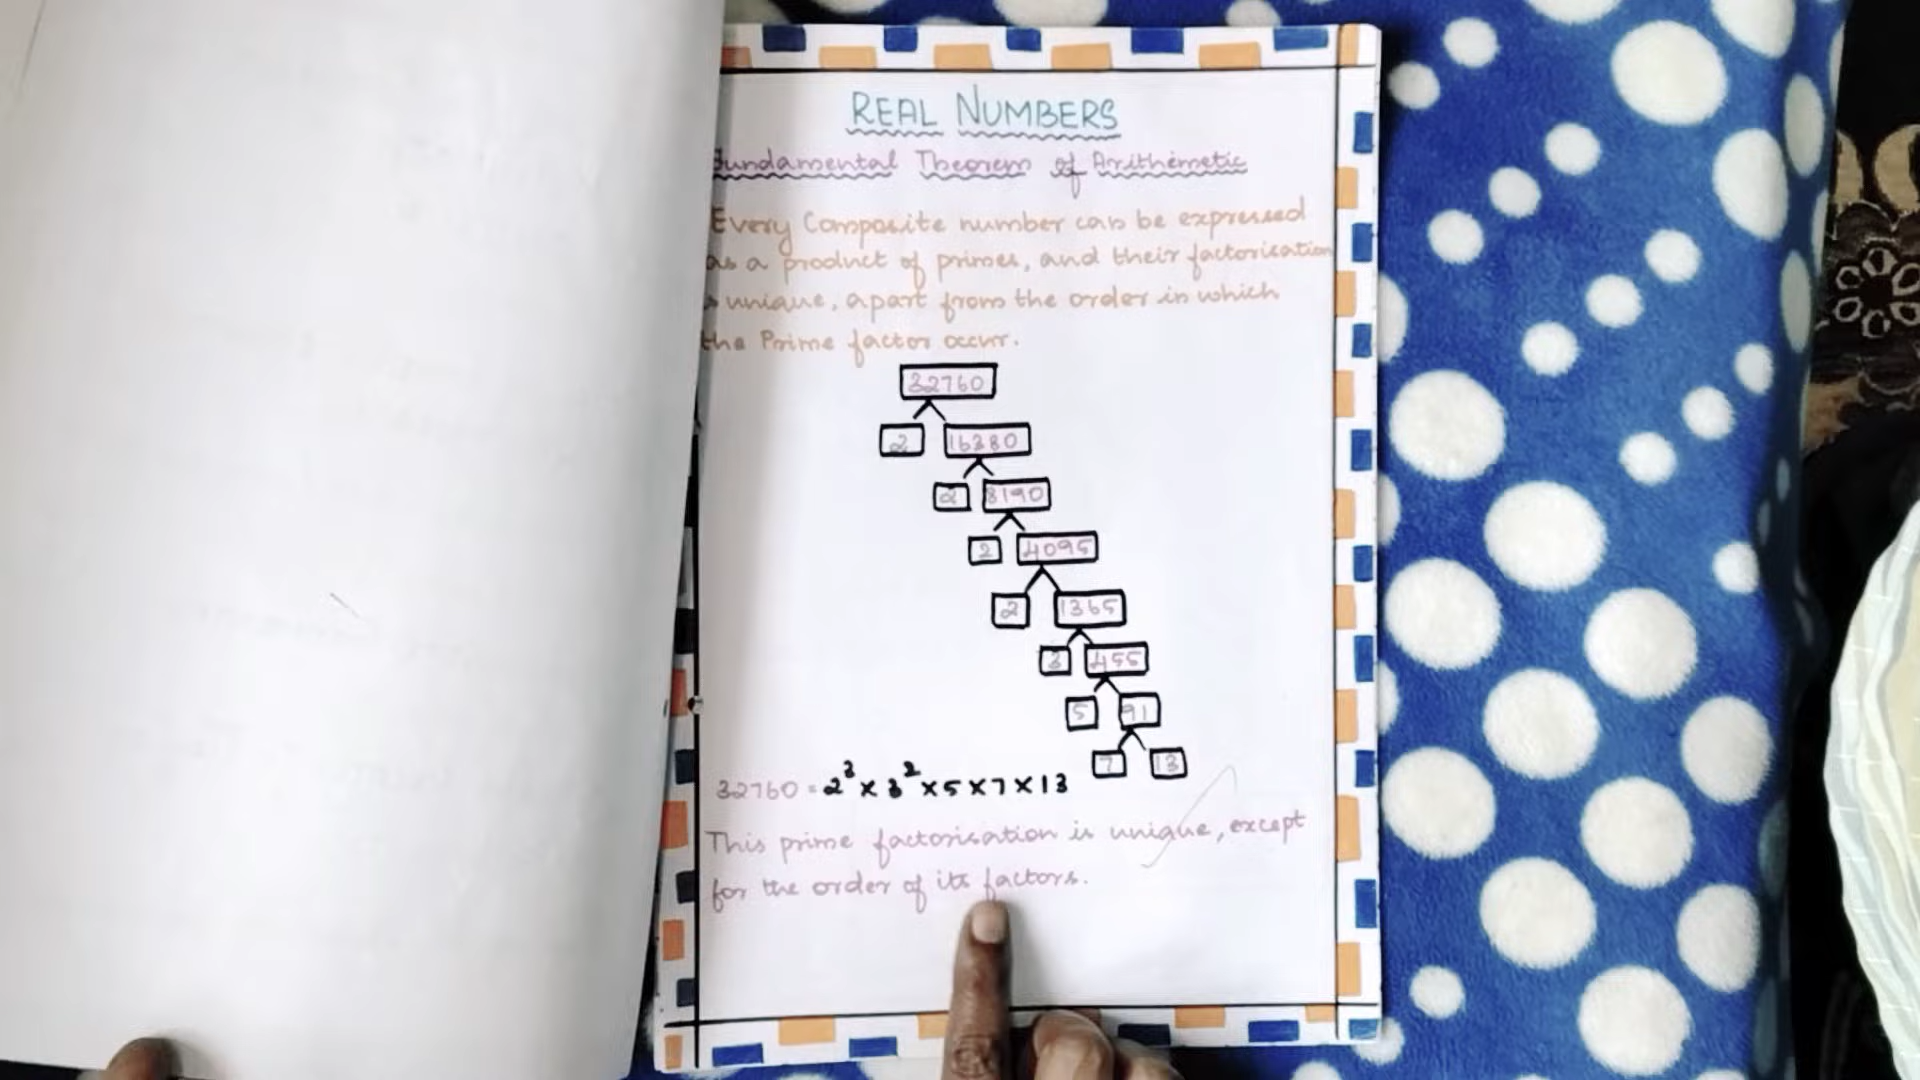 REAL NUMBERS
Fundamental Theorem of Arithmetic
Every Composite number can be expressed
as a product of primes, and their factorisation
unique, apart from the order in which
the Prime factor occur.
32760
2 16380
2 8190
2 4095
2 1365
3 455
5 91
7 13
32760 = 2³ × 3² × 5 × 7 × 13
This prime factorisation is unique, except
for the order of its factors.